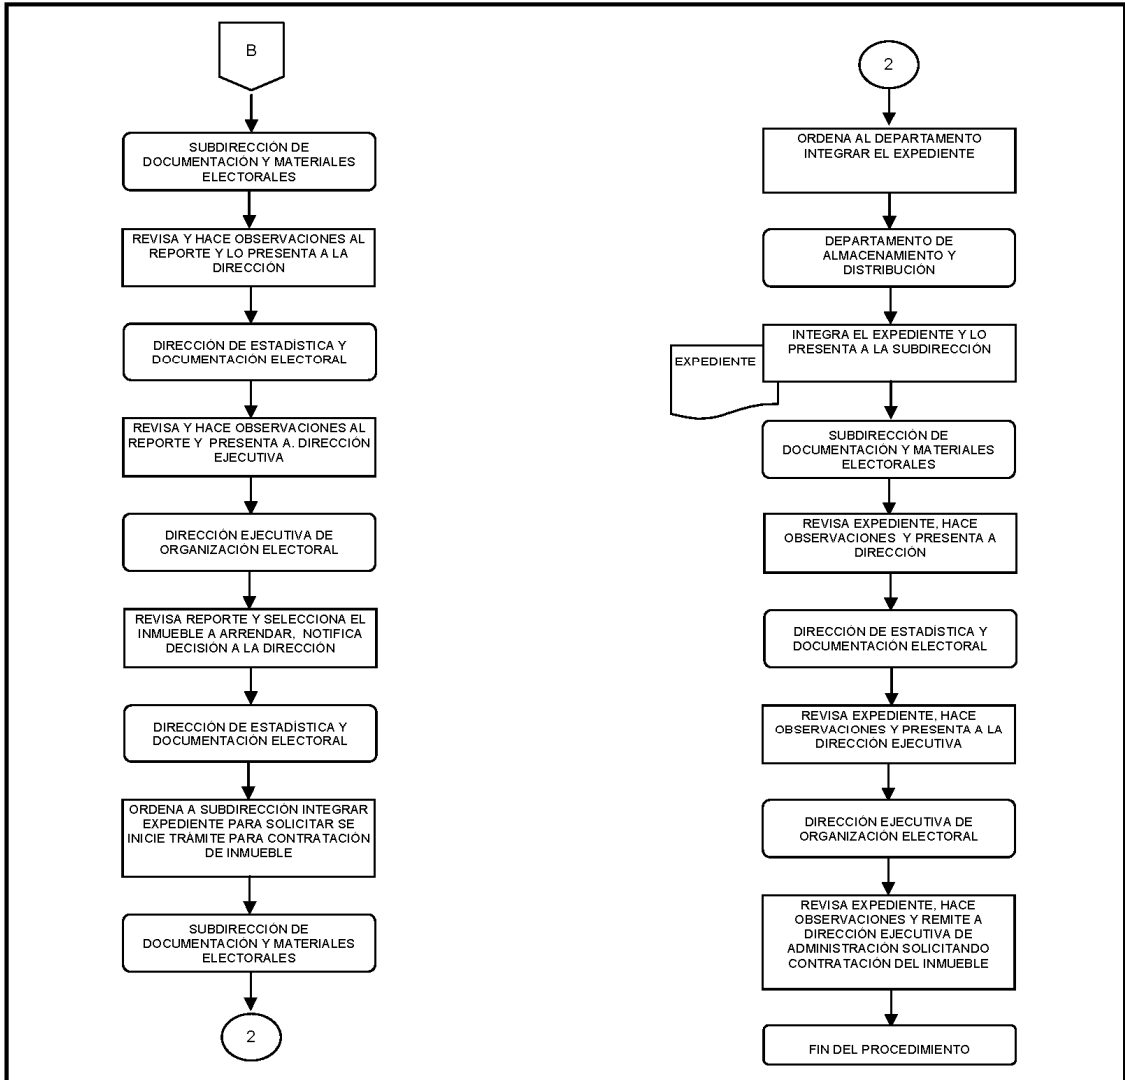 B
SUBDIRECCIÓN DE
DOCUMENTACIÓN Y MATERIALES
ELECTORALES
REVISA Y HACE OBSERVACIONES AL
REPORTE Y LO PRESENTA A LA
DIRECCIÓN
DIRECCIÓN DE ESTADÍSTICA Y
DOCUMENTACIÓN ELECTORAL
REVISA Y HACE OBSERVACIONES AL
REPORTE Y PRESENTA A. DIRECCIÓN
EJECUTIVA
DIRECCIÓN EJECUTIVA DE
ORGANIZACIÓN ELECTORAL
REVISA REPORTE Y SELECCIONA EL
INMUEBLE A ARRENDAR, NOTIFICA
DECISIÓN A LA DIRECCIÓN
DIRECCIÓN DE ESTADÍSTICA Y
DOCUMENTACIÓN ELECTORAL
ORDENA A SUBDIRECCIÓN INTEGRAR
EXPEDIENTE PARA SOLICITAR SE
INICIE TRÁMITE PARA CONTRATACIÓN
DE INMUEBLE
SUBDIRECCIÓN DE
DOCUMENTACIÓN Y MATERIALES
ELECTORALES
2
2
ORDENA AL DEPARTAMENTO
INTEGRAR EL EXPEDIENTE
DEPARTAMENTO DE
ALMACENAMIENTO Y
DISTRIBUCIÓN
INTEGRA EL EXPEDIENTE Y LO
PRESENTA A LA SUBDIRECCIÓN
EXPEDIENTE
SUBDIRECCIÓN DE
DOCUMENTACIÓN Y MATERIALES
ELECTORALES
REVISA EXPEDIENTE, HACE
OBSERVACIONES Y PRESENTA A
DIRECCIÓN
DIRECCIÓN DE ESTADÍSTICA Y
DOCUMENTACIÓN ELECTORAL
REVISA EXPEDIENTE, HACE
OBSERVACIONES Y PRESENTA A LA
DIRECCIÓN EJECUTIVA
DIRECCIÓN EJECUTIVA DE
ORGANIZACIÓN ELECTORAL
REVISA EXPEDIENTE, HACE
OBSERVACIONES Y REMITE A
DIRECCIÓN EJECUTIVA DE
ADMINISTRACIÓN SOLICITANDO
CONTRATACIÓN DEL INMUEBLE
FIN DEL PROCEDIMIENTO